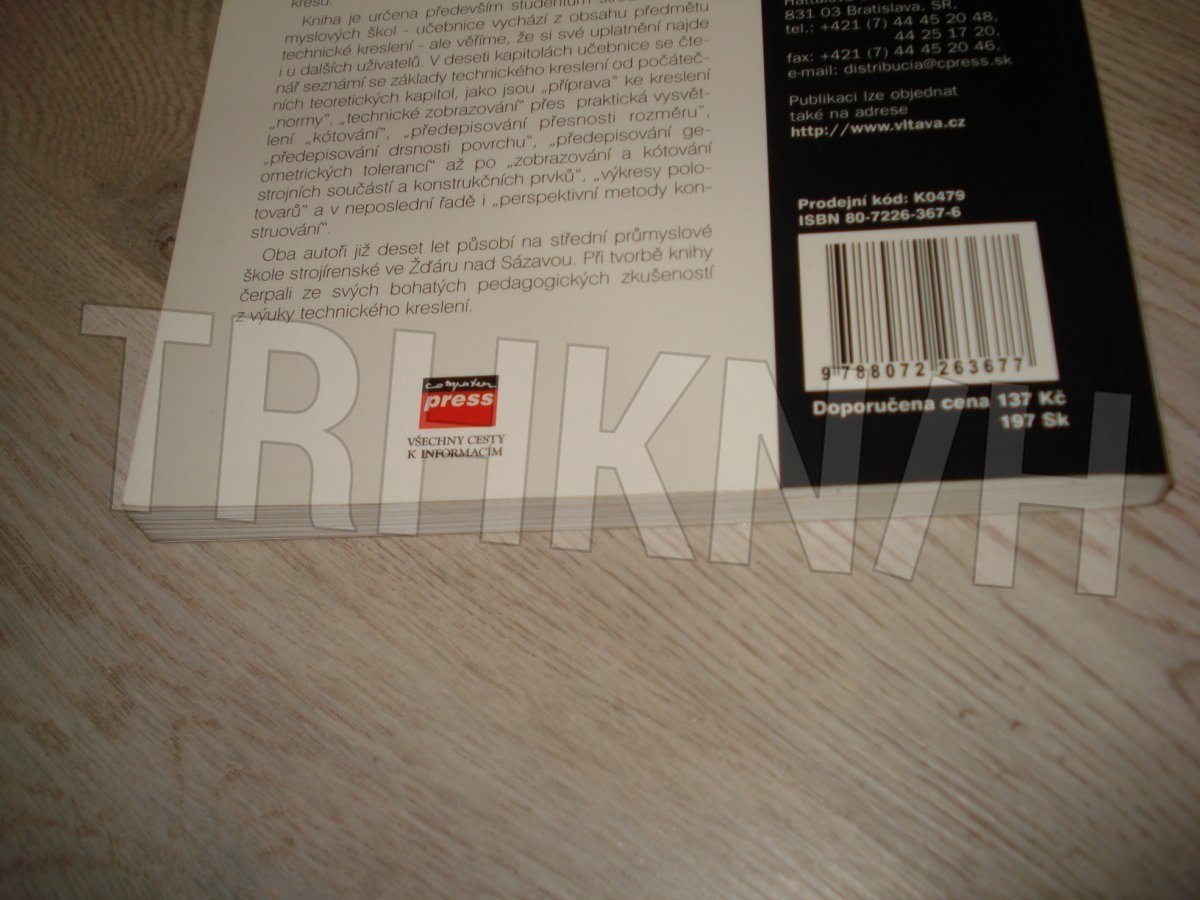 kresů.
Kniha je určena především studentům
myslových škol - učebnice vychází z obsahu předmětu
technické kreslení - ale věříme, že si své uplatnění najde
i u dalších uživatelů. V deseti kapitolách učebnice se čte-
nář seznámí se základy technického kreslení od počáteč-
ních teoretických kapitol, jako jsou „příprava“ ke kreslení
„normy“, „technické zobrazování“ přes praktická vysvět-
lení „kótování“, „předepisování přesnosti rozměru“,
„předepisování drsnosti povrchu“, „předepisování ge-
ometrických tolerancí“ až po „zobrazování a kótování
strojních součástí a konstrukčních prvků“, „výkresy polo-
tovarů“ a v neposlední řadě i „perspektivní metody kon-
struování“.
Oba autoři již deset let působí na střední průmyslové
škole strojírenské ve Žďáru nad Sázavou. Při tvorbě knihy
čerpali ze svých bohatých pedagogických zkušeností
z výuky technického kreslení.
computer
press
VŠECHNY CESTY
K INFORMACÍM
831 03 Bratislava, SR,
tel.: +421 (7) 44 45 20 48,
44 25 17 20,
fax: +421 (7) 44 45 20 46,
e-mail: distribucia@cpress.sk
Publikaci lze objednat
také na adrese
http://www.vltava.cz
Prodejní kód: K0479
ISBN 80-7226-367-6
9 788072 263677
Doporučena cena 137 Kč
197 Sk
TRHKNIH